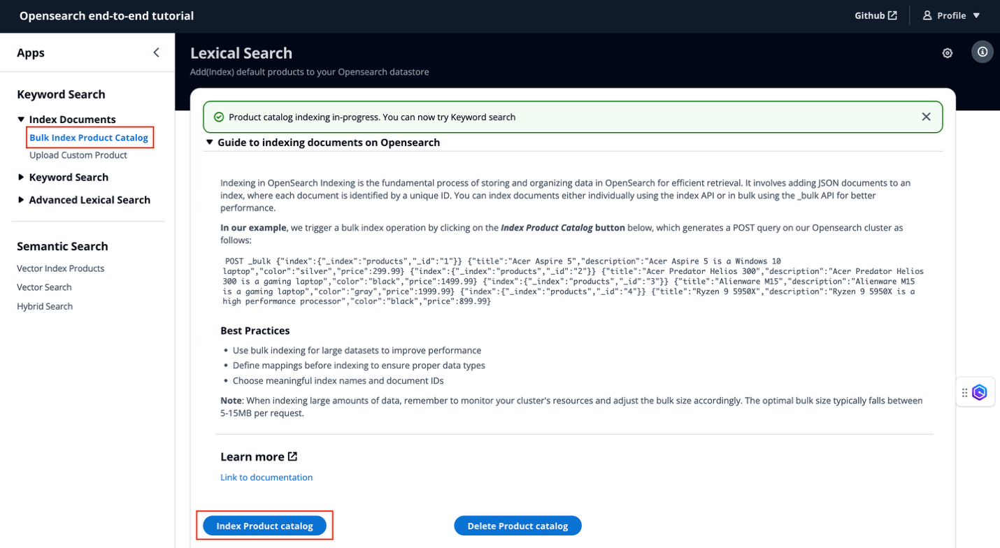 Opensearch end-to-end tutorial
Github
Profile
Apps
Keyword Search
Index Documents
Bulk Index Product Catalog
Upload Custom Product
Keyword Search
Advanced Lexical Search
Semantic Search
Vector Index Products
Vector Search
Hybrid Search
Lexical Search
Add(Index) default products to your Opensearch datastore
Product catalog indexing in-progress. You can now try Keyword search
Guide to indexing documents on Opensearch
Indexing in OpenSearch Indexing is the fundamental process of storing and organizing data in OpenSearch for efficient retrieval. It involves adding JSON documents to an
index, where each document is identified by a unique ID. You can index documents either individually using the index API or in bulk using the _bulk API for better
performance.
In our example, we trigger a bulk index operation by clicking on the Index Product Catalog button below, which generates a POST query on our Opensearch cluster as
follows:
POST _bulk {"index":{"_index":"products","_id":"1"}} {"title":"Acer Aspire 5","description":"Acer Aspire 5 is a Windows 10
laptop","color":"silver","price":299.99} {"index":{"_index":"products","_id":"2"}} {"title":"Acer Predator Helios 300","description":"Acer Predator Helios
300 is a gaming laptop","color":"black","price":1499.99} {"index":{"_index":"products","_id":"3"}} {"title":"Alienware M15","description":"Alienware M15
is a gaming laptop","color":"gray","price":1999.99} {"index":{"_index":"products","_id":"4"}} {"title":"Ryzen 9 5950X","description":"Ryzen 9 5950X is a
high performance processor","color":"black","price":899.99}
Best Practices
• Use bulk indexing for large datasets to improve performance
• Define mappings before indexing to ensure proper data types
• Choose meaningful index names and document IDs
Note: When indexing large amounts of data, remember to monitor your cluster's resources and adjust the bulk size accordingly. The optimal bulk size typically falls between
5-15MB per request.
Learn more
Link to documentation
Index Product catalog
Delete Product catalog